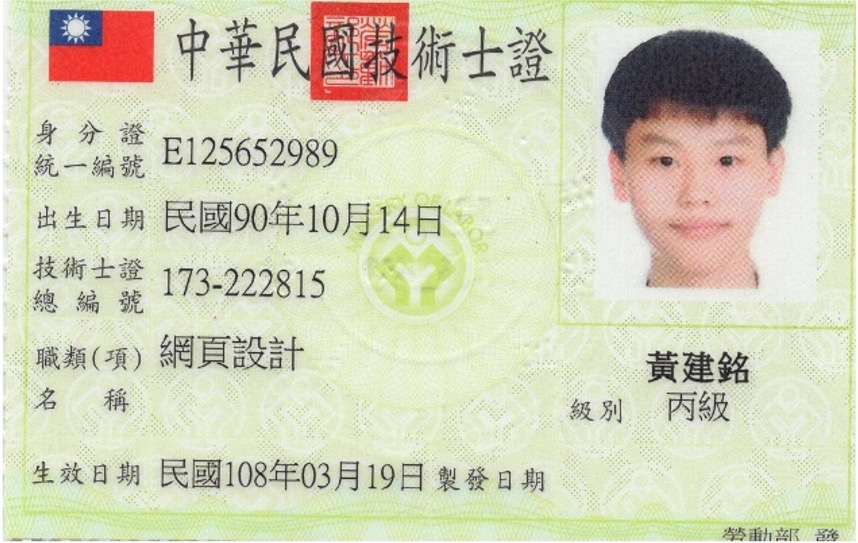 中華民國技術士證
身分證
統一編號 E125652989
出生日期 民國90年10月14日
技術士證
總編號 173-222815
職類(項)
名稱 網頁設計
黃建銘
級別 丙級
生效日期 民國108年03月19日 製發日期
勞動部 發
OF LABOR